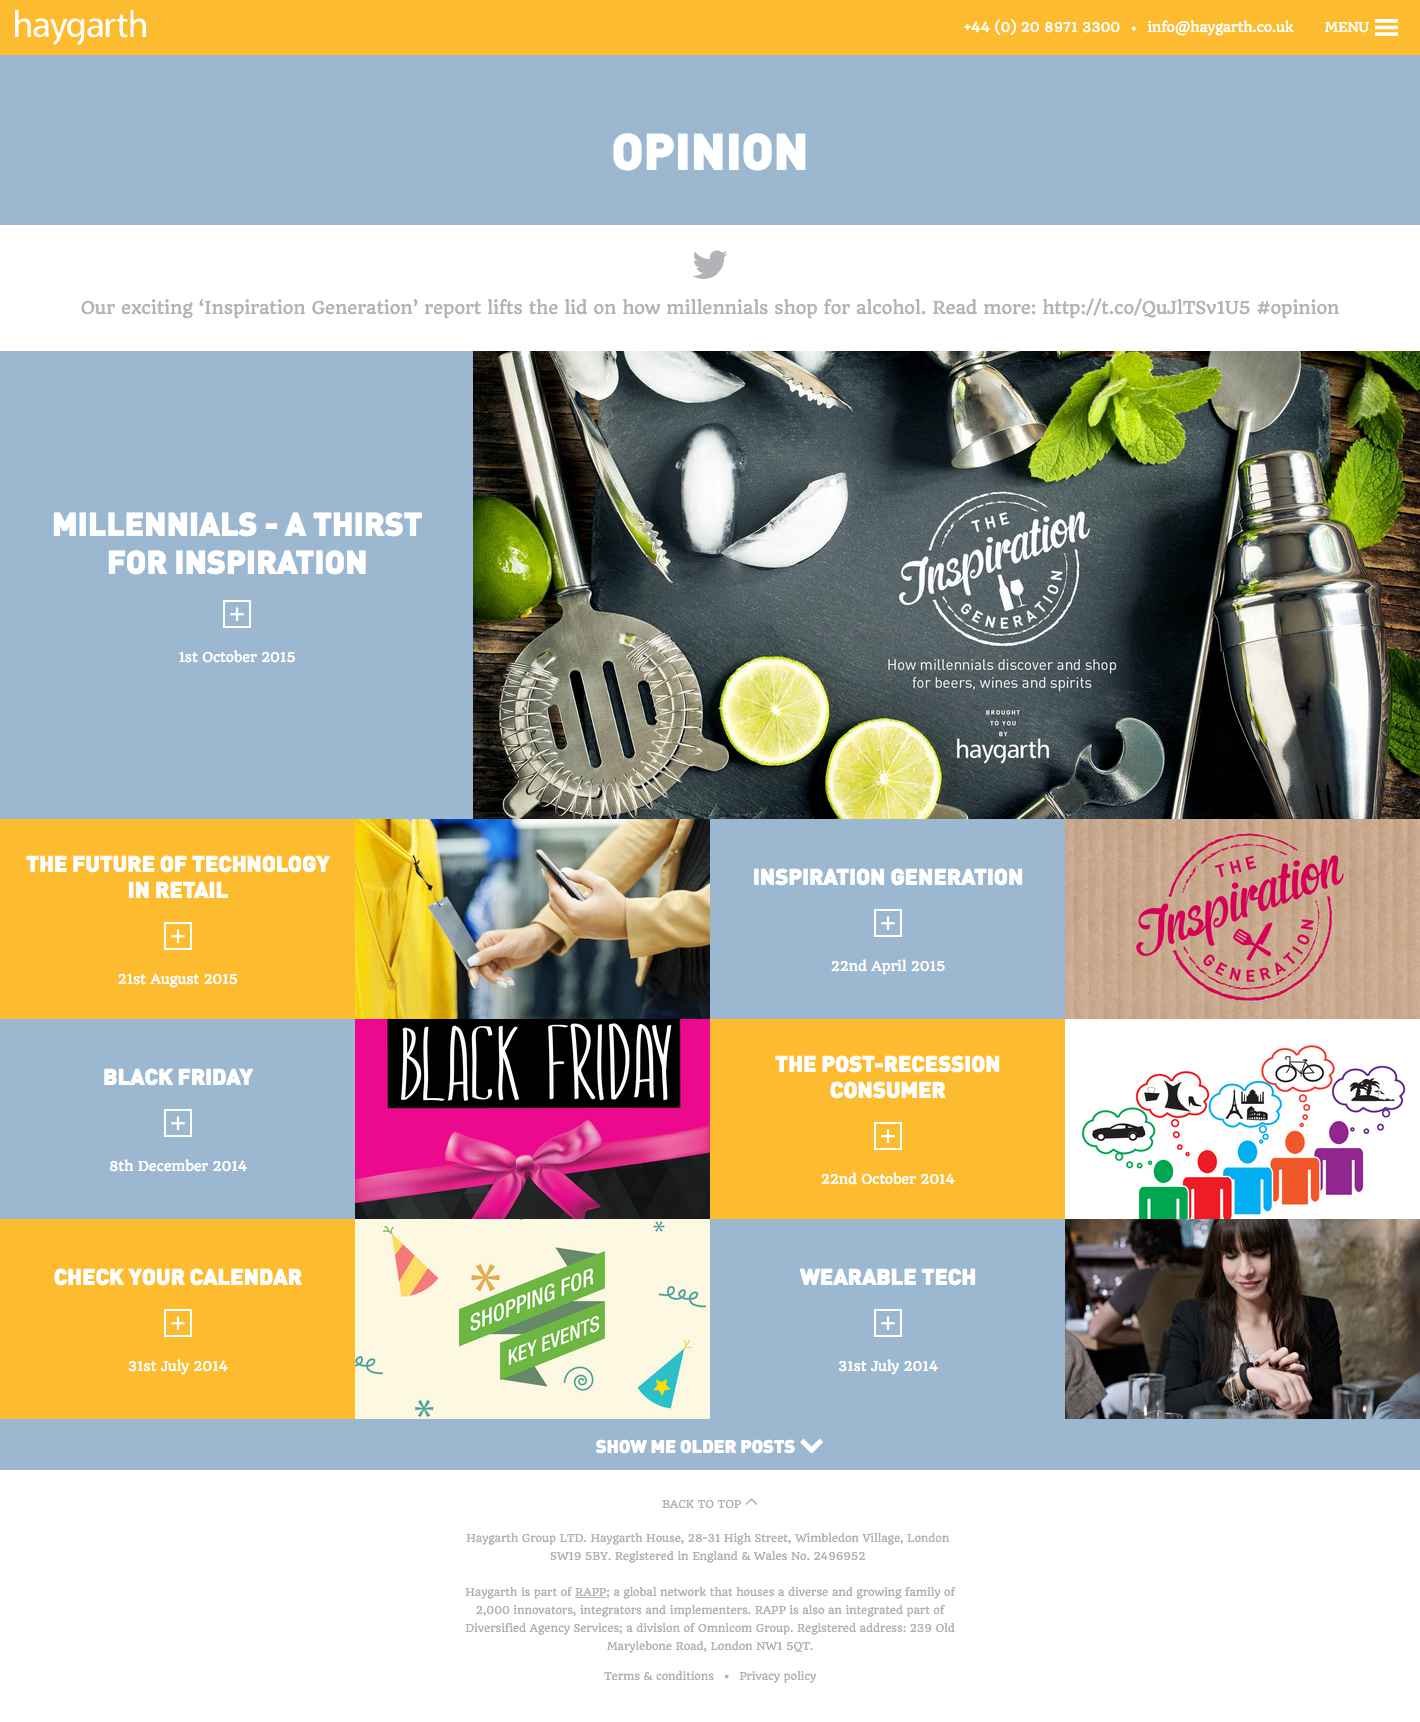 haygarth
+44 (0) 20 8971 3300 • info@haygarth.co.uk MENU
OPINION
Our exciting ‘Inspiration Generation’ report lifts the lid on how millennials shop for alcohol. Read more: http://t.co/QuJlTSv1U5 #opinion
MILLENNIALS - A THIRST
FOR INSPIRATION
1st October 2015
THE
Inspiration
GENERATION
How millennials discover and shop
for beers, wines and spirits
BROUGHT
TO YOU
BY
haygarth
THE FUTURE OF TECHNOLOGY
IN RETAIL
21st August 2015
INSPIRATION GENERATION
22nd April 2015
THE
Inspiration
GENERATION
BLACK FRIDAY
8th December 2014
BLACK FRIDAY
THE POST-RECESSION
CONSUMER
22nd October 2014
CHECK YOUR CALENDAR
31st July 2014
SHOPPING FOR
KEY EVENTS
WEARABLE TECH
31st July 2014
SHOW ME OLDER POSTS
BACK TO TOP
Haygarth Group LTD. Haygarth House, 28-31 High Street, Wimbledon Village, London
SW19 5BY. Registered in England & Wales No. 2496952
Haygarth is part of RAPP; a global network that houses a diverse and growing family of
2,000 innovators, integrators and implementers. RAPP is also an integrated part of
Diversified Agency Services; a division of Omnicom Group. Registered address: 239 Old
Marylebone Road, London NW1 5QT.
Terms & conditions • Privacy policy